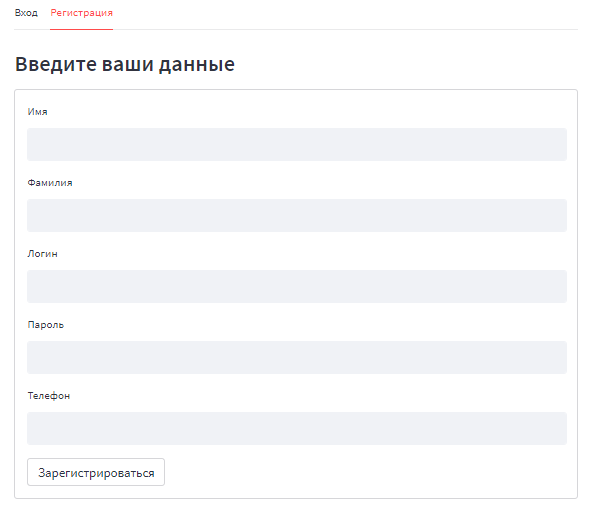 Вход Регистрация
Введите ваши данные
Имя
Фамилия
Логин
Пароль
Телефон
Зарегистрироваться